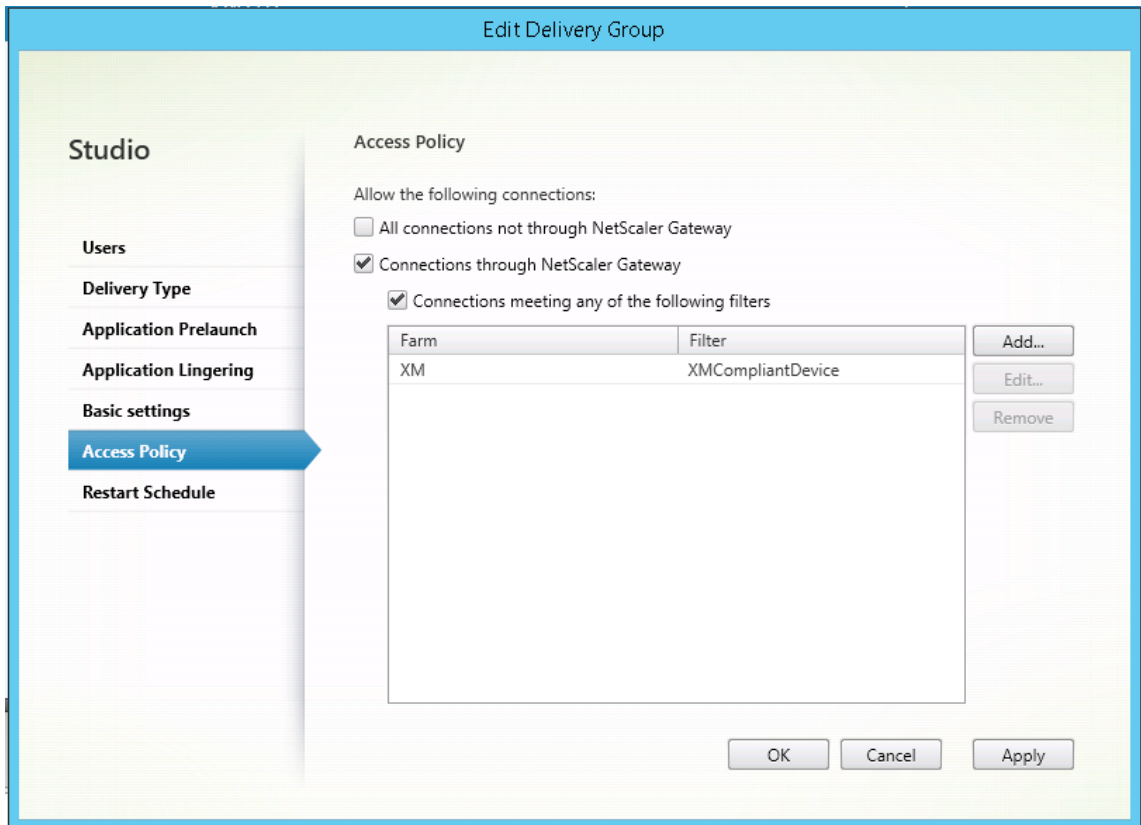 Edit Delivery Group
Studio
Users
Delivery Type
Application Prelaunch
Application Lingering
Basic settings
Access Policy
Restart Schedule
Access Policy
Allow the following connections:
All connections not through NetScaler Gateway
Connections through NetScaler Gateway
Connections meeting any of the following filters
Farm Filter
XM XMCompliantDevice
Add...
Edit...
Remove
OK Cancel Apply